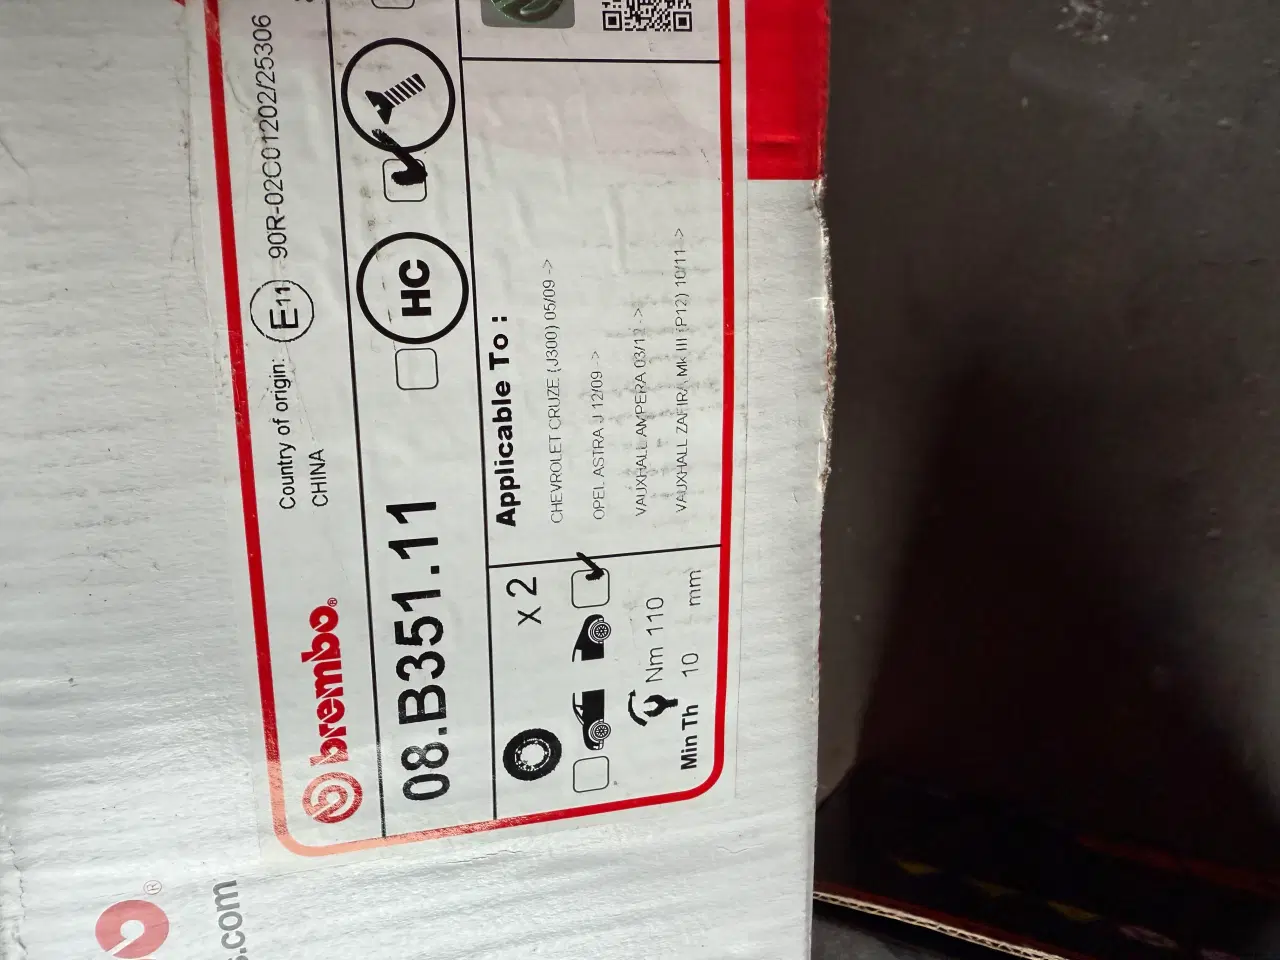 brembo®
Country of origin:
CHINA
E11
90R-02C01202/25306
08.B351.11
HC
x 2
Nm 110
Min Th 10 mm
Applicable To :
CHEVROLET CRUZE (J300) 05/09 ->
OPEL ASTRA J 12/09 ->
VAUXHALL AMPERA 03/12 ->
VAUXHALL ZAFIRA Mk III (P12) 10/11 ->
®
s.com